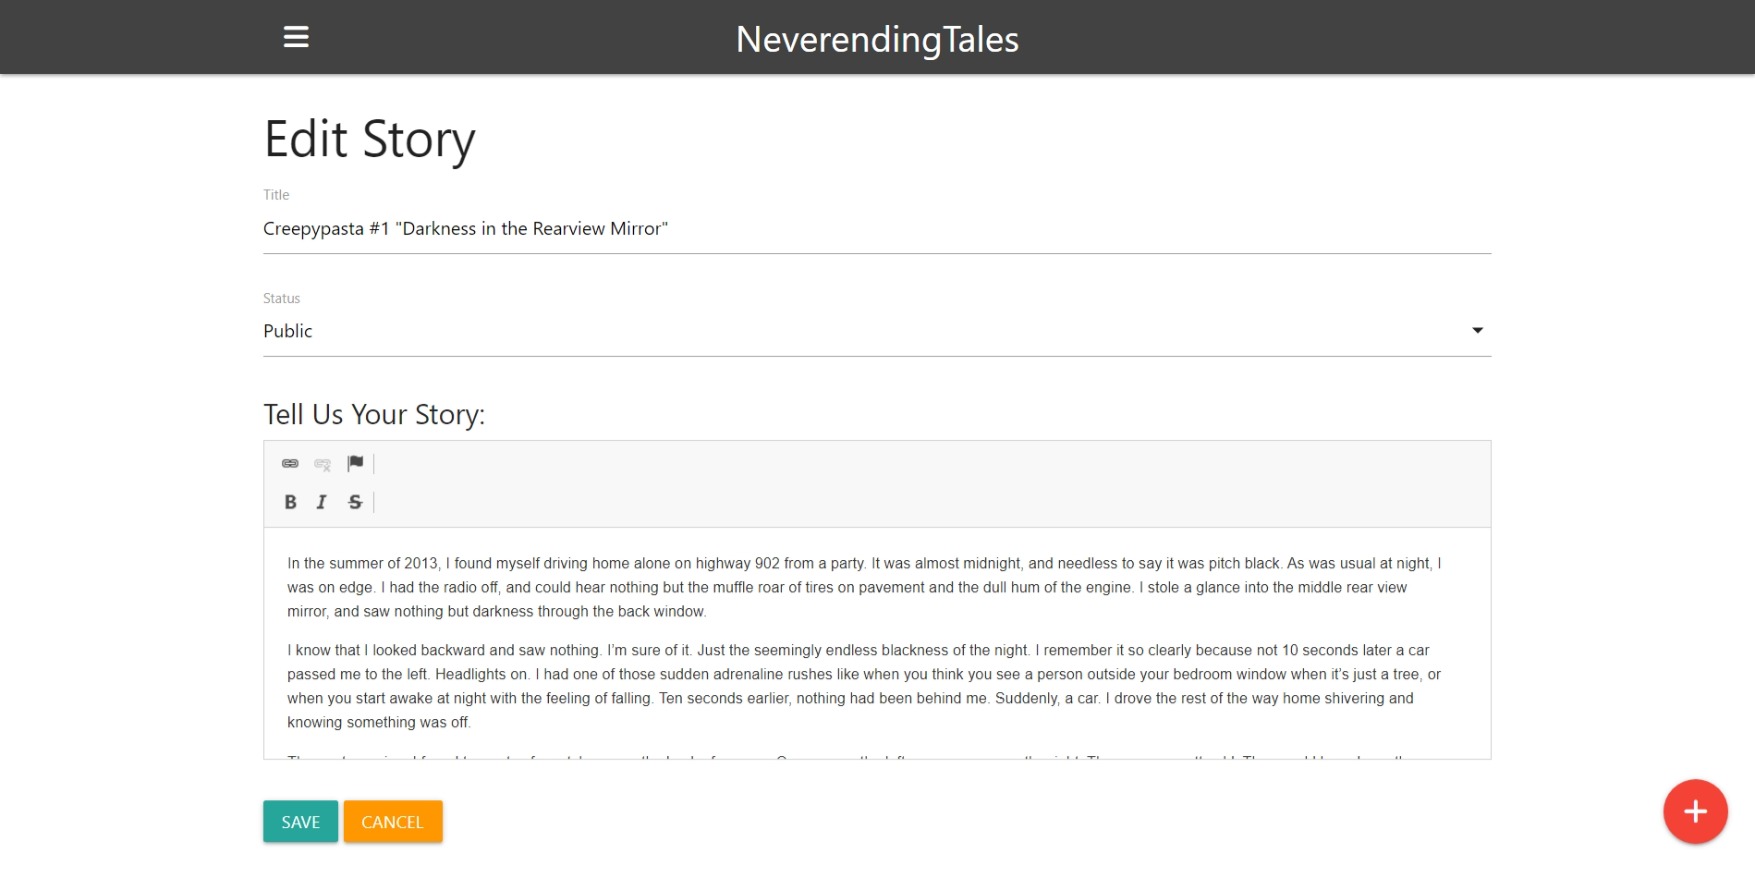 NeverendingTales
Edit Story
Title
Creepypasta #1 "Darkness in the Rearview Mirror"
Status
Public
Tell Us Your Story:
B I S
In the summer of 2013, I found myself driving home alone on highway 902 from a party. It was almost midnight, and needless to say it was pitch black. As was usual at night, I
was on edge. I had the radio off, and could hear nothing but the muffle roar of tires on pavement and the dull hum of the engine. I stole a glance into the middle rear view
mirror, and saw nothing but darkness through the back window.
I know that I looked backward and saw nothing. I’m sure of it. Just the seemingly endless blackness of the night. I remember it so clearly because not 10 seconds later a car
passed me to the left. Headlights on. I had one of those sudden adrenaline rushes like when you think you see a person outside your bedroom window when it’s just a tree, or
when you start awake at night with the feeling of falling. Ten seconds earlier, nothing had been behind me. Suddenly, a car. I drove the rest of the way home shivering and
knowing something was off.
SAVE CANCEL